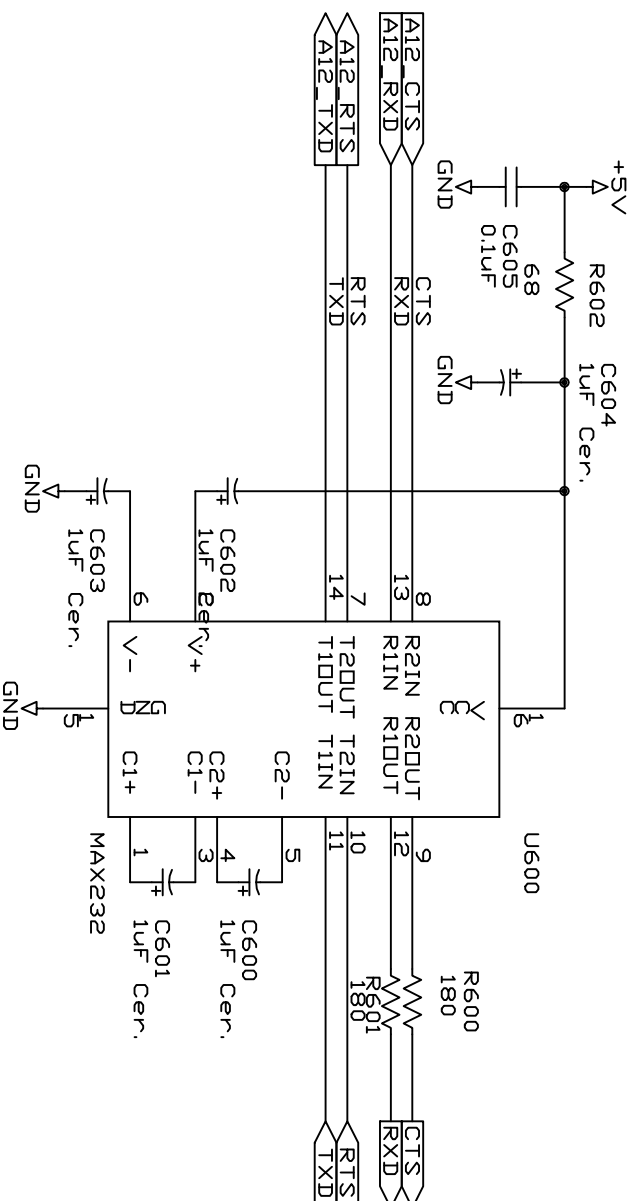 +5V
R602
68
C605
0.1uF
GND
C604
1uF Cer.
GND
A12_CTS
A12_RXD
CTS
RXD
A12_RTS
A12_TXD
RTS
TXD
C602
1uF Cer.
C603
1uF Cer.
GND
8
13
7
14
2
6
16
15
GND
VCC
R2IN R2OUT
R1IN R1OUT
T2OUT T2IN
T1OUT T1IN
C2-
C2+
V+ C1-
V- GND C1+
U600
MAX232
9
12
10
11
5
4
3
1
C600
1uF Cer.
C601
1uF Cer.
R600
180
R601
180
CTS
RXD
RTS
TXD